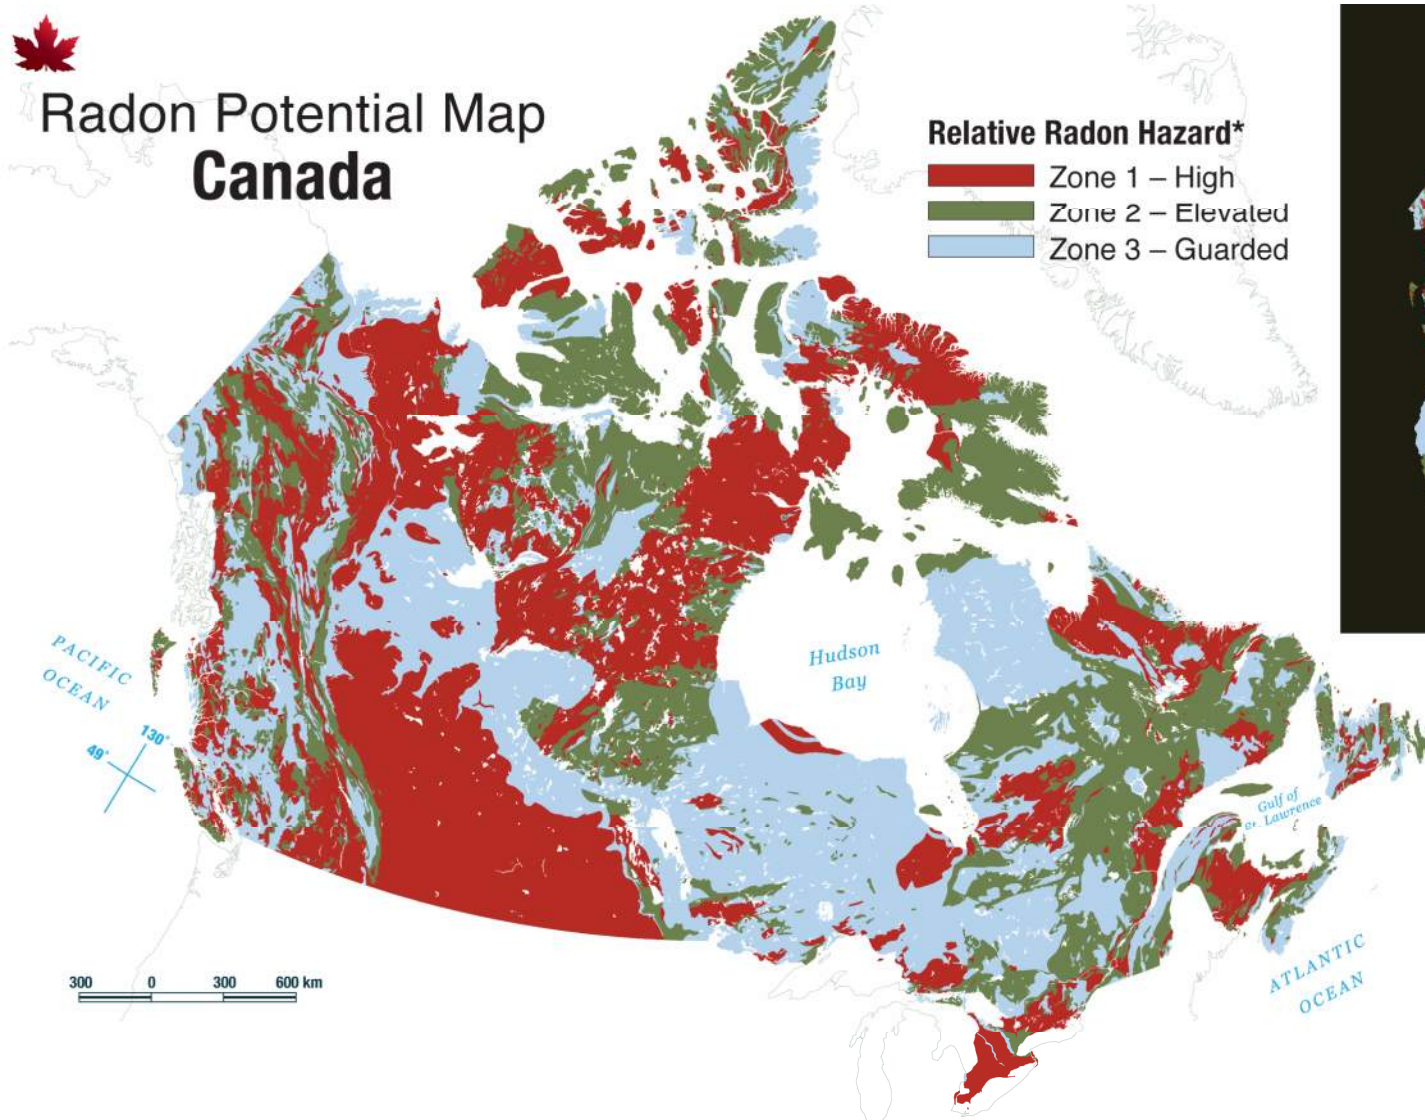 Radon Potential Map
Canada
Relative Radon Hazard*
Zone 1 – High
Zone 2 – Elevated
Zone 3 – Guarded
PACIFIC
OCEAN
130°
49°
Hudson
Bay
Gulf of
St. Lawrence
ATLANTIC
OCEAN
300 0 300 600 km